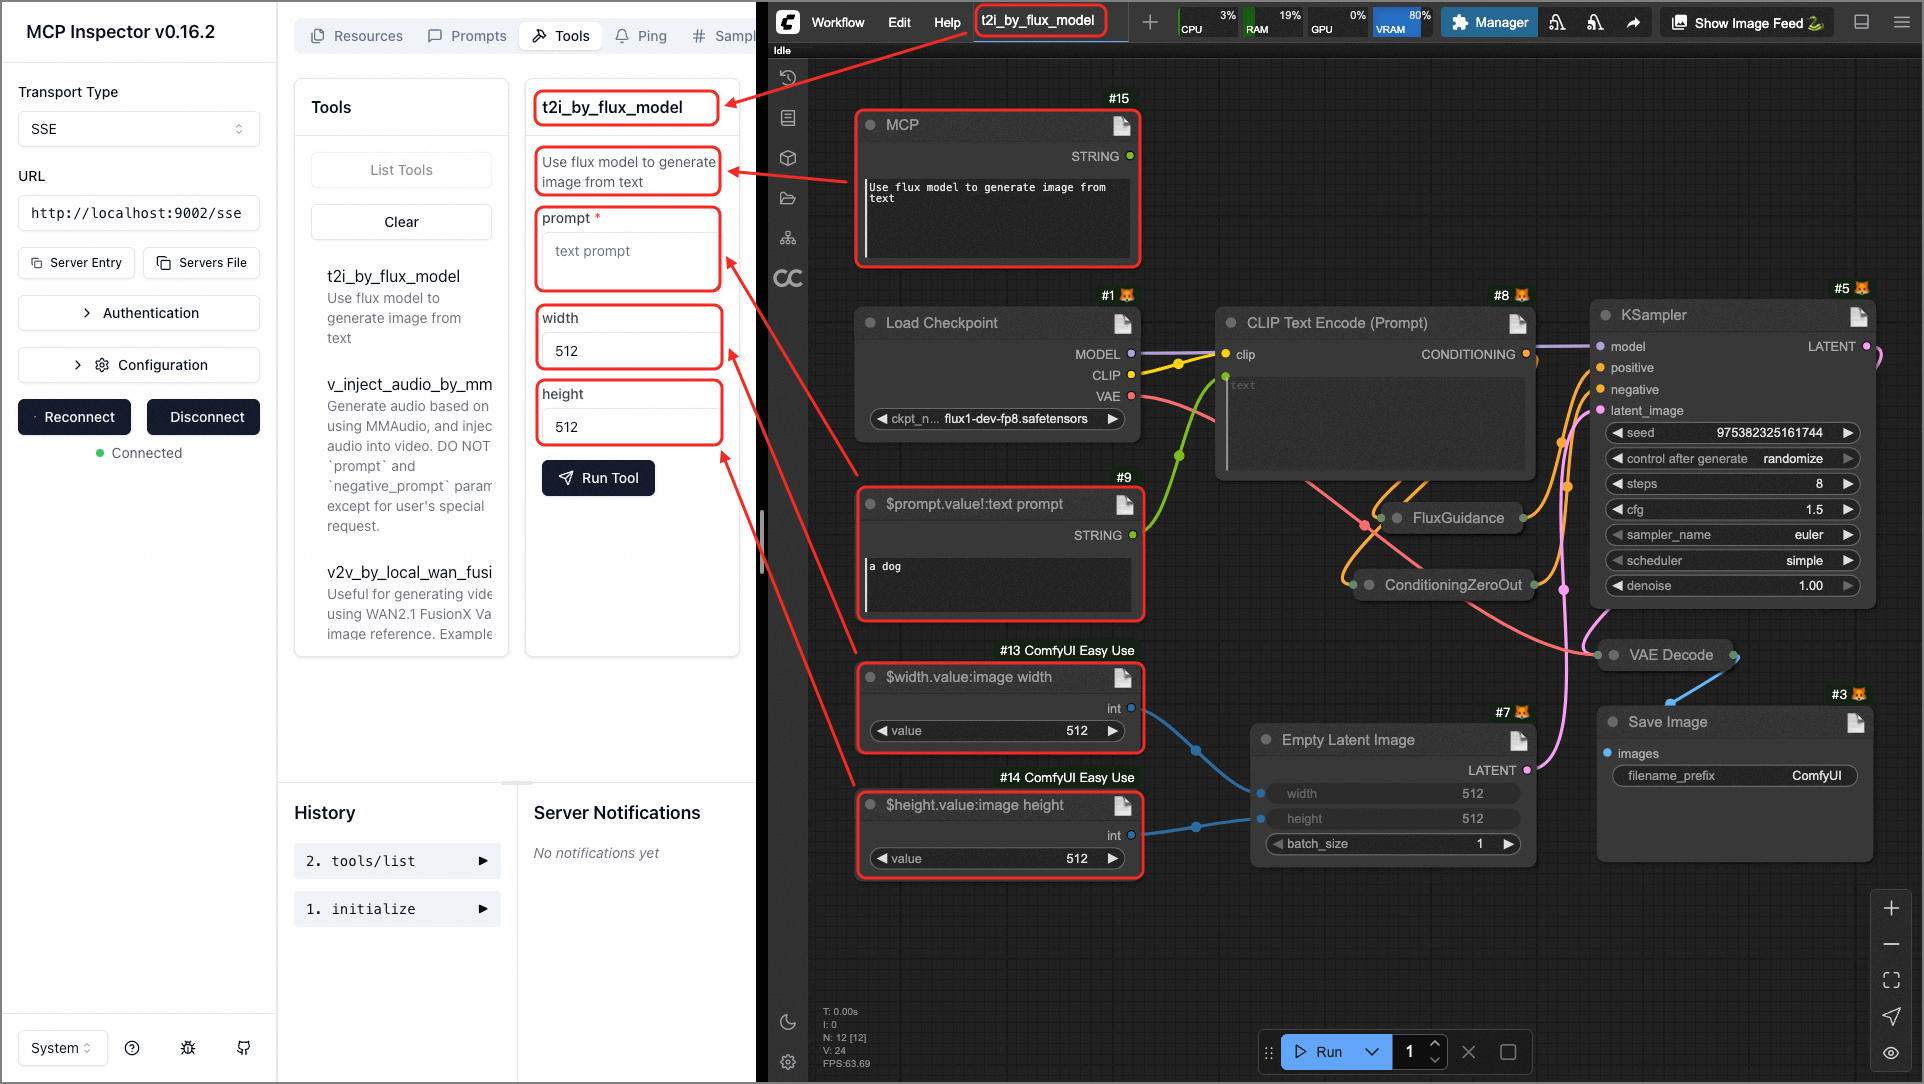 MCP Inspector v0.16.2
Transport Type
SSE
URL
http://localhost:9002/sse
Server Entry
Servers File
Authentication
Configuration
Reconnect
Disconnect
Connected
System
Resources
Prompts
Tools
Ping
Sampl
Tools
List Tools
Clear
t2i_by_flux_model
Use flux model to
generate image from
text
v_inject_audio_by_mm
Generate audio based on
using MMAudio, and injec
audio into video. DO NOT
`prompt` and
`negative_prompt` param
except for user's special
request.
v2v_by_local_wan_fusi
Useful for generating vide
using WAN2.1 FusionX Va
image reference. Example
t2i_by_flux_model
Use flux model to generate
image from text
prompt *
text prompt
width
512
height
512
Run Tool
History
2. tools/list
1. initialize
Server Notifications
No notifications yet
Workflow
Edit
Help
t2i_by_flux_model
CPU 3%
RAM 19%
GPU 0%
VRAM 80%
Manager
Show Image Feed
Idle
#15
MCP
STRING
Use flux model to generate image from
text
#1
Load Checkpoint
MODEL
CLIP
VAE
ckpt_n... flux1-dev-fp8.safetensors
#9
$prompt.value!:text prompt
STRING
a dog
#13 ComfyUI Easy Use
$width.value:image width
int
value 512
#14 ComfyUI Easy Use
$height.value:image height
int
value 512
#8
CLIP Text Encode (Prompt)
clip CONDITIONING
text
FluxGuidance
ConditioningZeroOut
#7
Empty Latent Image
LATENT
width 512
height 512
batch_size 1
#5
KSampler
model LATENT
positive
negative
latent_image
seed 975382325161744
control after generate randomize
steps 8
cfg 1.5
sampler_name euler
scheduler simple
denoise 1.00
VAE Decode
#3
Save Image
images
filename_prefix ComfyUI
T: 0.00s
I: 0
N: 12 [12]
V: 24
FPS:63.69
Run
1